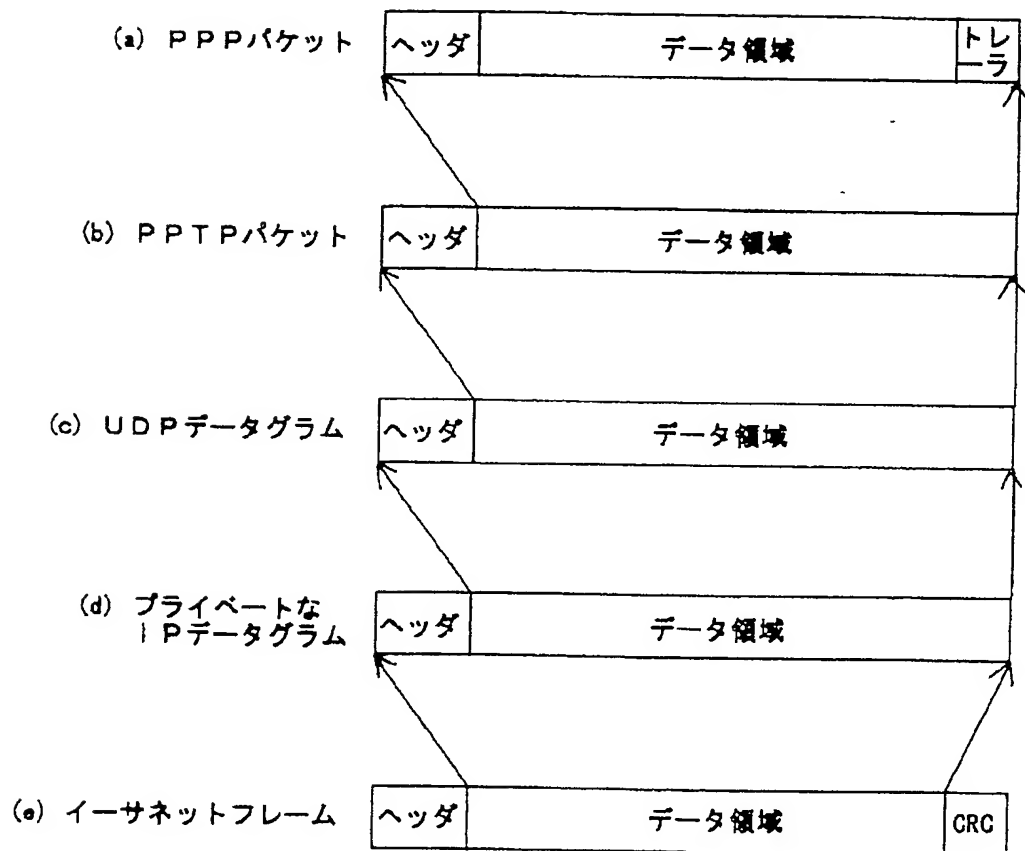 (a) PPPパケット
ヘッダ
データ領域
トレーラ
(b) PPTPパケット
ヘッダ
データ領域
(c) UDPデータグラム
ヘッダ
データ領域
(d) プライベートな
IPデータグラム
ヘッダ
データ領域
(e) イーサネットフレーム
ヘッダ
データ領域
CRC